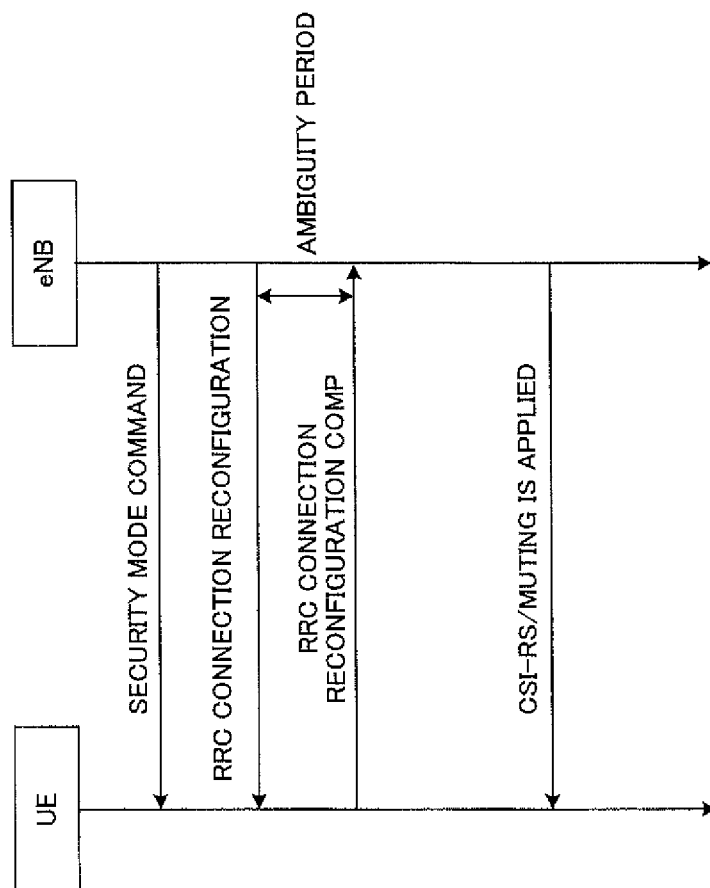 UE
eNB
SECURITY MODE COMMAND
RRC CONNECTION RECONFIGURATION
AMBIGUITY PERIOD
RRC CONNECTION
RECONFIGURATION COMP
CSI-RS/MUTING IS APPLIED